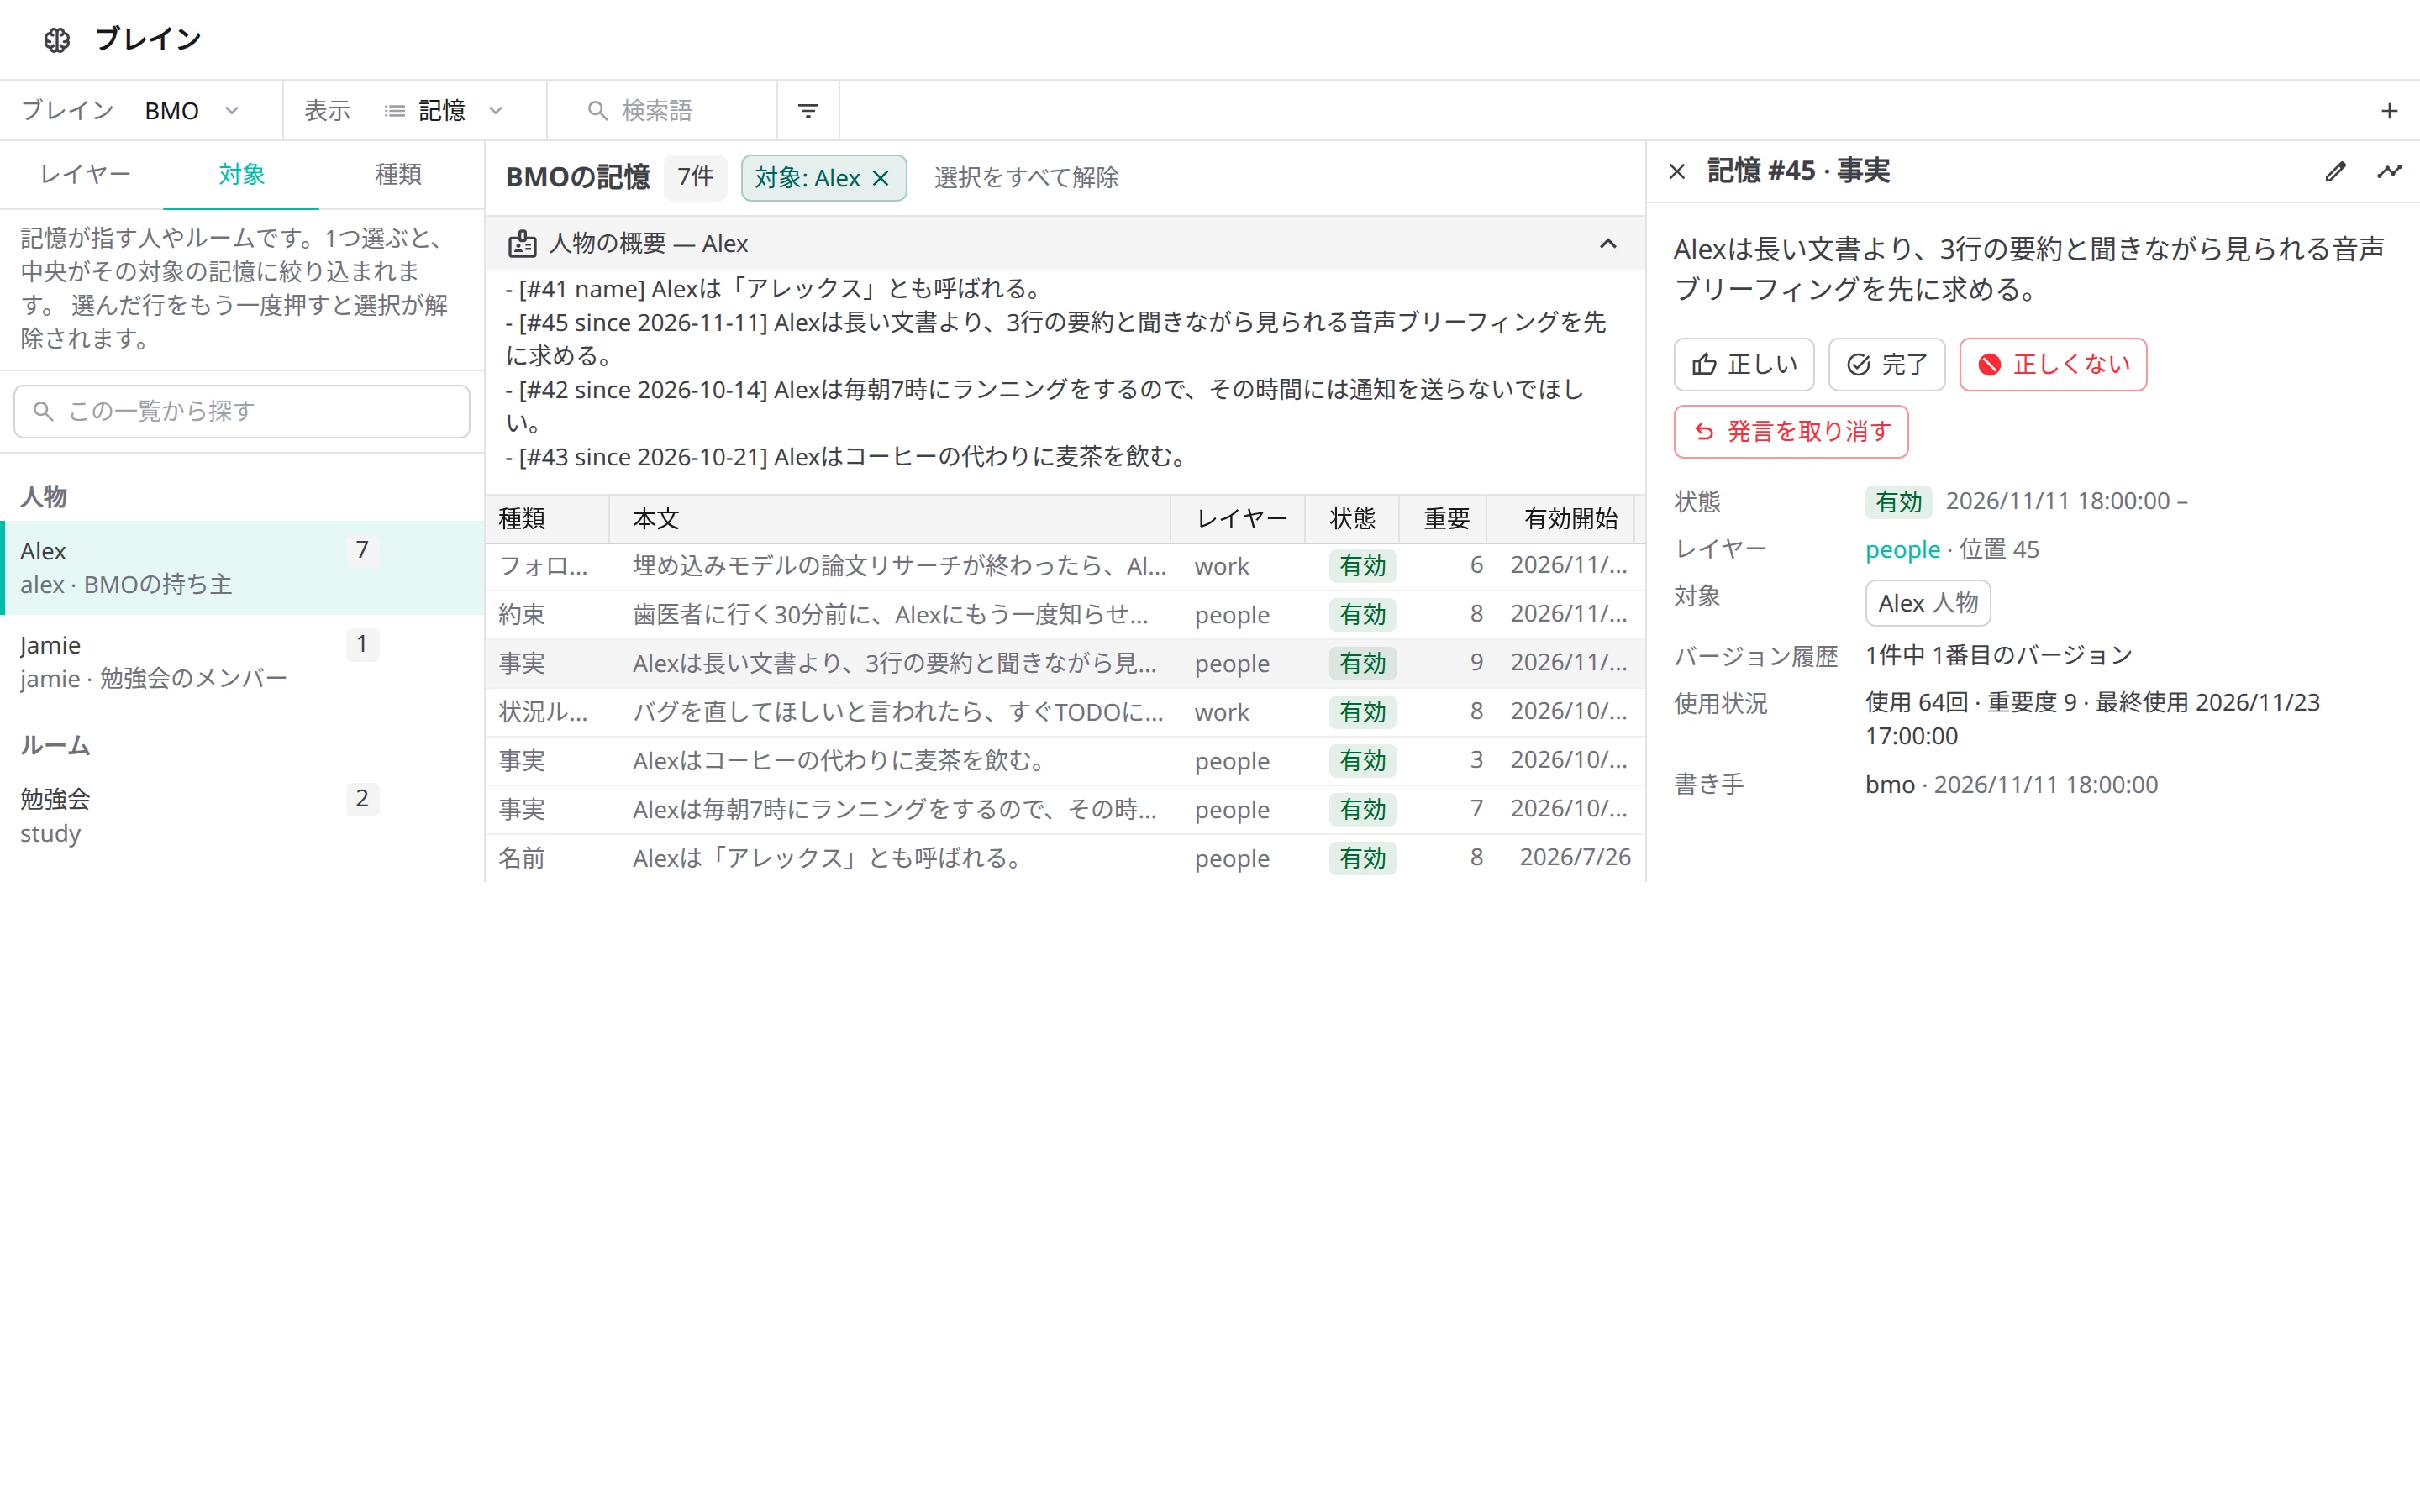 ブレイン
ブレイン BMO 表示 記憶 検索語
レイヤー 対象 種類
記憶が指す人やルームです。1つ選ぶと、
中央がその対象の記憶に絞り込まれま
す。 選んだ行をもう一度押すと選択が解
除されます。
この一覧から探す
人物
Alex 7
alex · BMOの持ち主
Jamie 1
jamie · 勉強会のメンバー
ルーム
勉強会 2
study
BMOの記憶 7件 対象: Alex 選択をすべて解除
人物の概要 — Alex
- [#41 name] Alexは「アレックス」とも呼ばれる。
- [#45 since 2026-11-11] Alexは長い文書より、3行の要約と聞きながら見られる音声ブリーフィングを先
に求める。
- [#42 since 2026-10-14] Alexは毎朝7時にランニングをするので、その時間には通知を送らないでほし
い。
- [#43 since 2026-10-21] Alexはコーヒーの代わりに麦茶を飲む。
種類 本文 レイヤー 状態 重要 有効開始
フォロ... 埋め込みモデルの論文リサーチが終わったら、Al... work 有効 6 2026/11/...
約束 歯医者に行く30分前に、Alexにもう一度知らせ... people 有効 8 2026/11/...
事実 Alexは長い文書より、3行の要約と聞きながら見... people 有効 9 2026/11/...
状況ル... バグを直してほしいと言われたら、すぐTODOに... work 有効 8 2026/10/...
事実 Alexはコーヒーの代わりに麦茶を飲む。 people 有効 3 2026/10/...
事実 Alexは毎朝7時にランニングをするので、その時... people 有効 7 2026/10/...
名前 Alexは「アレックス」とも呼ばれる。 people 有効 8 2026/7/26
記憶 #45 · 事実
Alexは長い文書より、3行の要約と聞きながら見られる音声
ブリーフィングを先に求める。
正しい 完了 正しくない
発言を取り消す
状態 有効 2026/11/11 18:00:00 –
レイヤー people · 位置 45
対象 Alex 人物
バージョン履歴 1件中 1番目のバージョン
使用状況 使用 64回 · 重要度 9 · 最終使用 2026/11/23
17:00:00
書き手 bmo · 2026/11/11 18:00:00